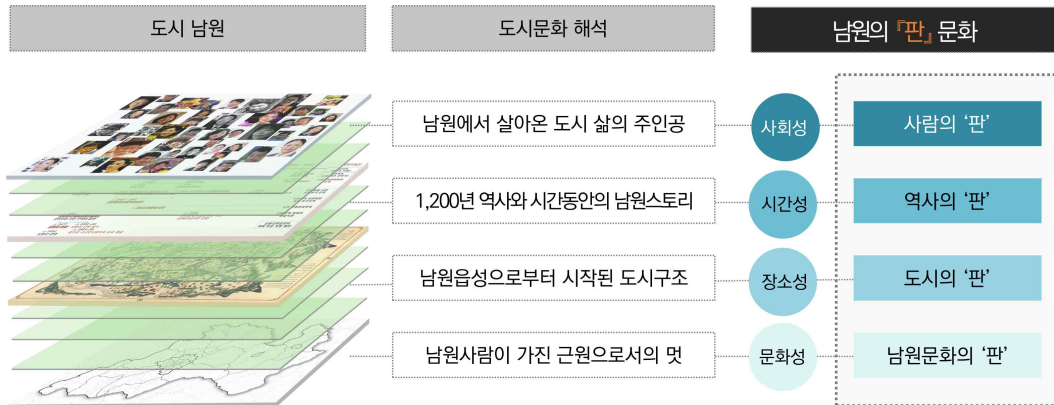 도시 남원
도시문화 해석
남원의 『판』 문화
남원에서 살아온 도시 삶의 주인공
사회성
사람의 ‘판’
1,200년 역사와 시간동안의 남원스토리
시간성
역사의 ‘판’
남원읍성으로부터 시작된 도시구조
장소성
도시의 ‘판’
남원사람이 가진 근원으로서의 멋
문화성
남원문화의 ‘판’